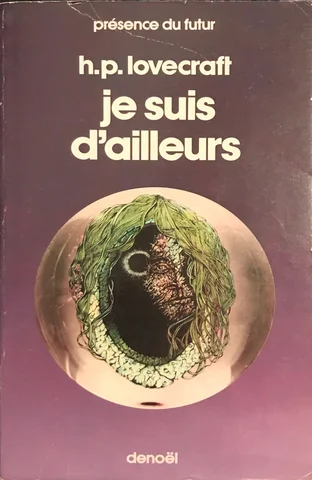 présence du futur
h.p. lovecraft
je suis
d'ailleurs
denoël